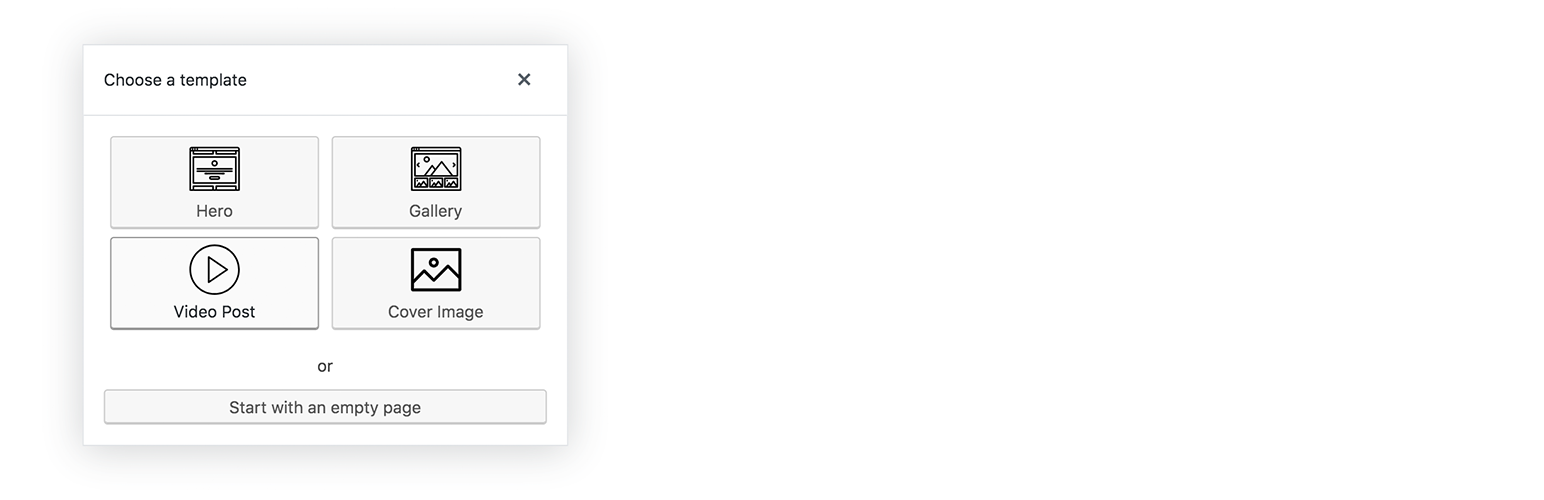 Choose a template
Hero
Gallery
Video Post
Cover Image
or
Start with an empty page